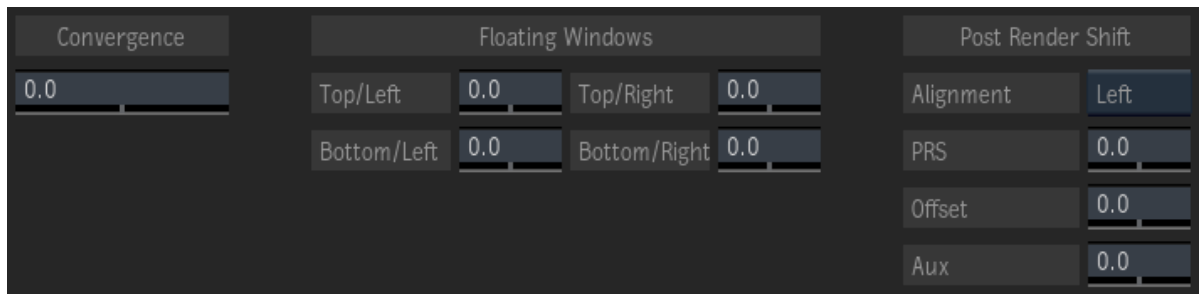 Convergence
0.0
Floating Windows
Top/Left 0.0 Top/Right 0.0
Bottom/Left 0.0 Bottom/Right 0.0
Post Render Shift
Alignment Left
PRS 0.0
Offset 0.0
Aux 0.0